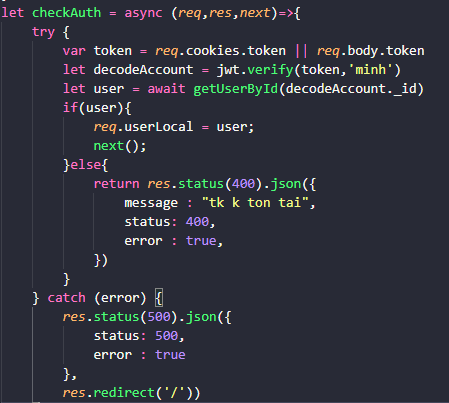 let checkAuth = async (req,res,next)=>{
try {
var token = req.cookies.token || req.body.token
let decodeAccount = jwt.verify(token,'minh')
let user = await getUserById(decodeAccount._id)
if(user){
req.userLocal = user;
next();
}else{
return res.status(400).json({
message : "tk k ton tai",
status: 400,
error : true,
})
}
} catch (error) {
res.status(500).json({
status: 500,
error : true
},
res.redirect('/'))